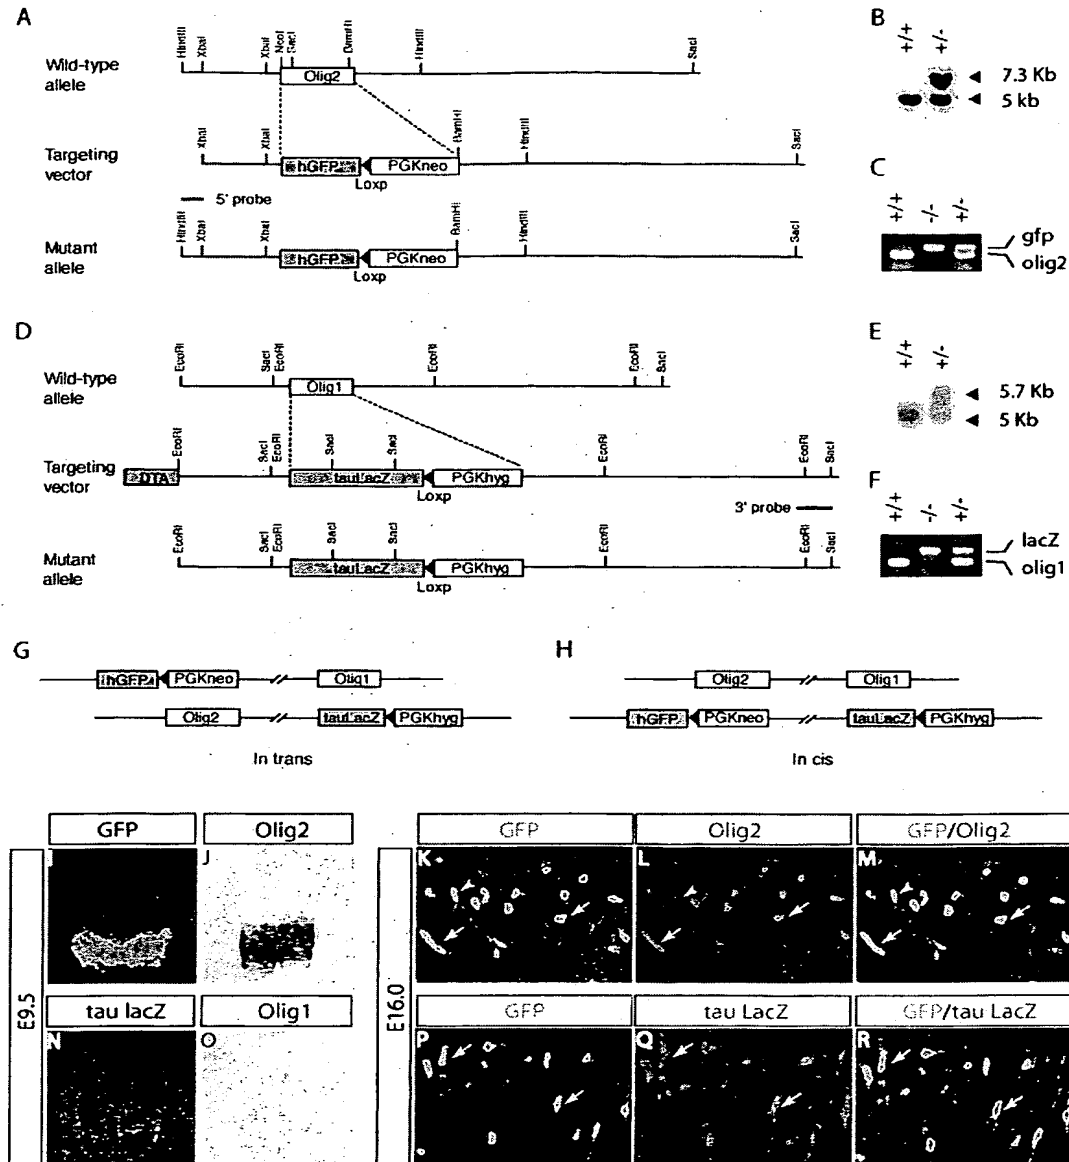 A
HindIII
XbaI
XbaI
NcoI
SacI
BamHI
HindIII
SacI
Wild-type
allele
Olig2
XbaI
XbaI
BamHI
HindIII
SacI
Targeting
vector
hGFP
PGKneo
Loxp
5' probe
HindIII
XbaI
XbaI
BamHI
HindIII
SacI
Mutant
allele
hGFP
PGKneo
Loxp
B
+/+
+/-
7.3 Kb
5 kb
C
+/+
-/-
+/-
gfp
olig2
D
EcoRI
SacI
EcoRI
EcoRI
EcoRI
SacI
Wild-type
allele
Olig1
EcoRI
SacI
EcoRI
SacI
SacI
EcoRI
EcoRI
SacI
Targeting
vector
DTA
tauLacZ
PGKhyg
Loxp
3' probe
EcoRI
SacI
EcoRI
SacI
SacI
EcoRI
EcoRI
SacI
Mutant
allele
tauLacZ
PGKhyg
Loxp
E
+/+
+/-
5.7 Kb
5 Kb
F
+/+
-/-
+/-
lacZ
olig1
G
hGFP
PGKneo
Olig1
Olig2
tauLacZ
PGKhyg
In trans
H
Olig2
Olig1
hGFP
PGKneo
tauLacZ
PGKhyg
In cis
GFP
Olig2
E9.5
I
J
tau lacZ
Olig1
N
O
GFP
Olig2
GFP/Olig2
E16.0
K
L
M
GFP
tau LacZ
GFP/tau LacZ
P
Q
R